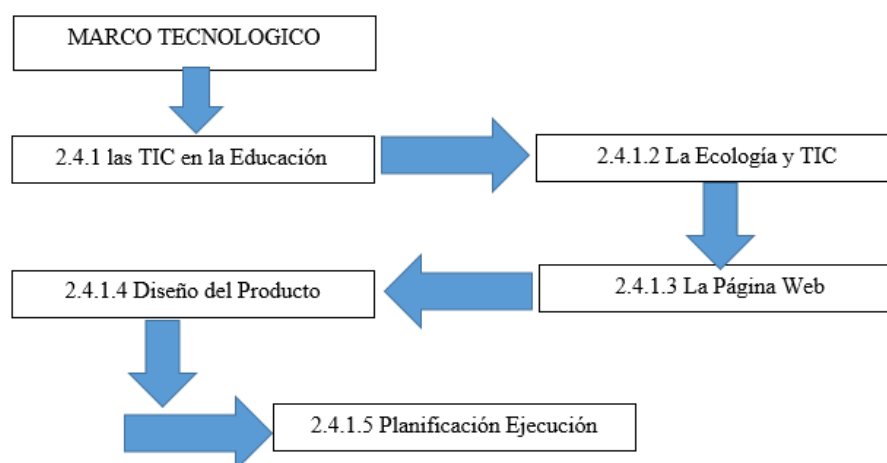 MARCO TECNOLOGICO
2.4.1 las TIC en la Educación
2.4.1.2 La Ecología y TIC
2.4.1.3 La Página Web
2.4.1.4 Diseño del Producto
2.4.1.5 Planificación Ejecución